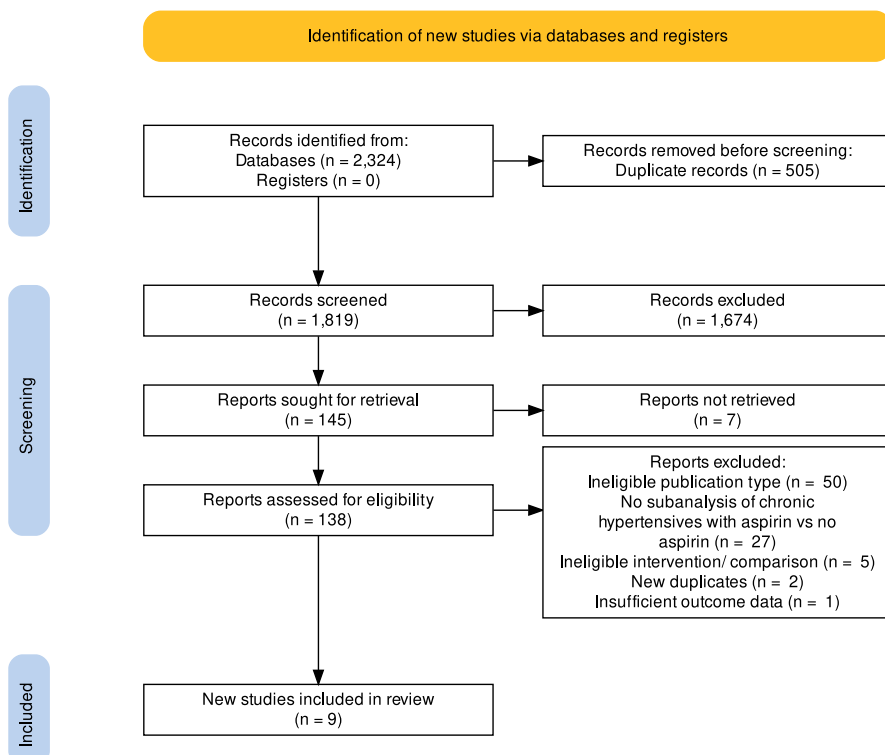 Identification of new studies via databases and registers
Identification
Records identified from:
Databases (n = 2,324)
Registers (n = 0)
Records removed before screening:
Duplicate records (n = 505)
Screening
Records screened
(n = 1,819)
Records excluded
(n = 1,674)
Reports sought for retrieval
(n = 145)
Reports not retrieved
(n = 7)
Reports assessed for eligibility
(n = 138)
Reports excluded:
Ineligible publication type (n = 50)
No subanalysis of chronic
hypertensives with aspirin vs no
aspirin (n = 27)
Ineligible intervention/ comparison (n = 5)
New duplicates (n = 2)
Insufficient outcome data (n = 1)
Included
New studies included in review
(n = 9)